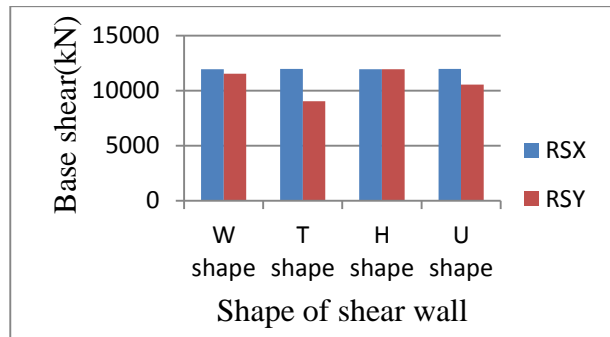 Base shear(kN)
15000
10000
5000
0
W shape
T shape
H shape
U shape
RSX
RSY
Shape of shear wall